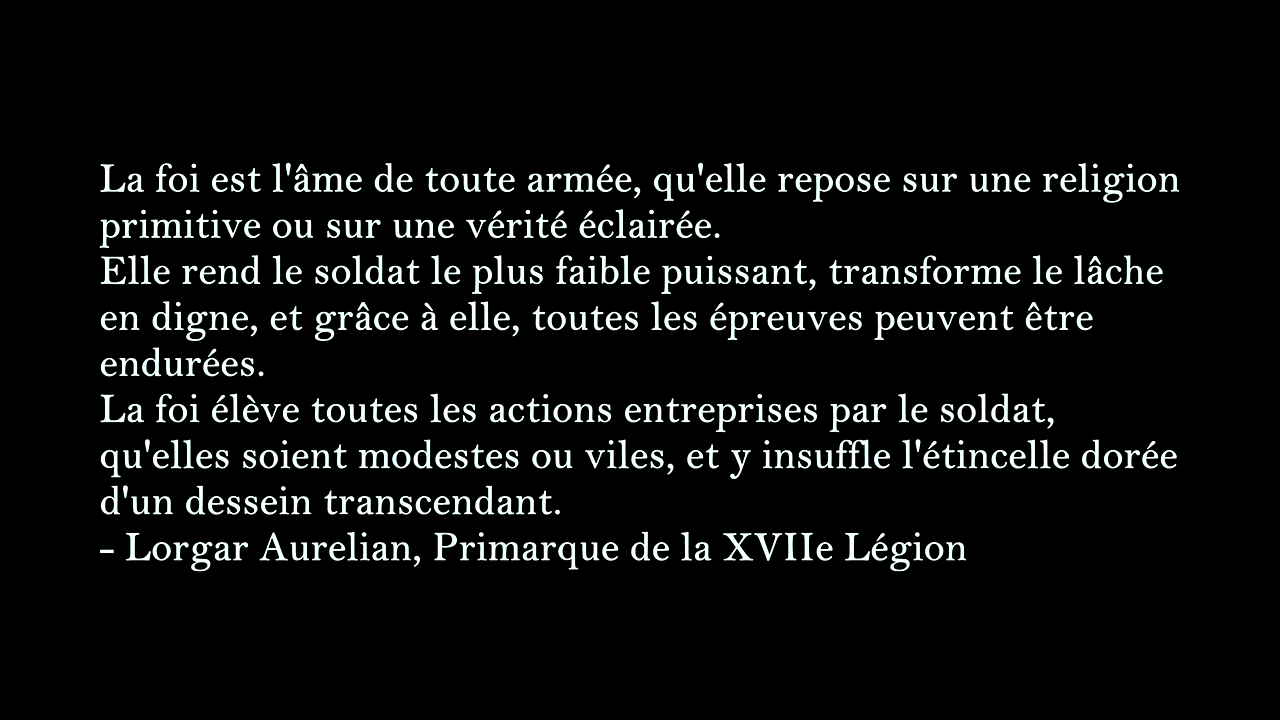 La foi est l'âme de toute armée, qu'elle repose sur une religion
primitive ou sur une vérité éclairée.
Elle rend le soldat le plus faible puissant, transforme le lâche
en digne, et grâce à elle, toutes les épreuves peuvent être
endurées.
La foi élève toutes les actions entreprises par le soldat,
qu'elles soient modestes ou viles, et y insuffle l'étincelle dorée
d'un dessein transcendant.
– Lorgar Aurelian, Primarque de la XVIIe Légion